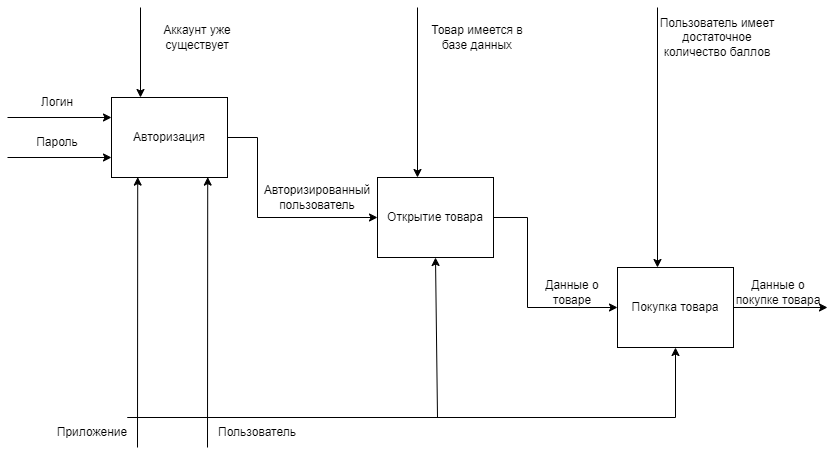 Аккаунт уже
существует
Товар имеется в
базе данных
Пользователь имеет
достаточное
количество баллов
Логин
Пароль
Авторизация
Авторизированный
пользователь
Открытие товара
Данные о
товаре
Покупка товара
Данные о
покупке товара
Приложение
Пользователь